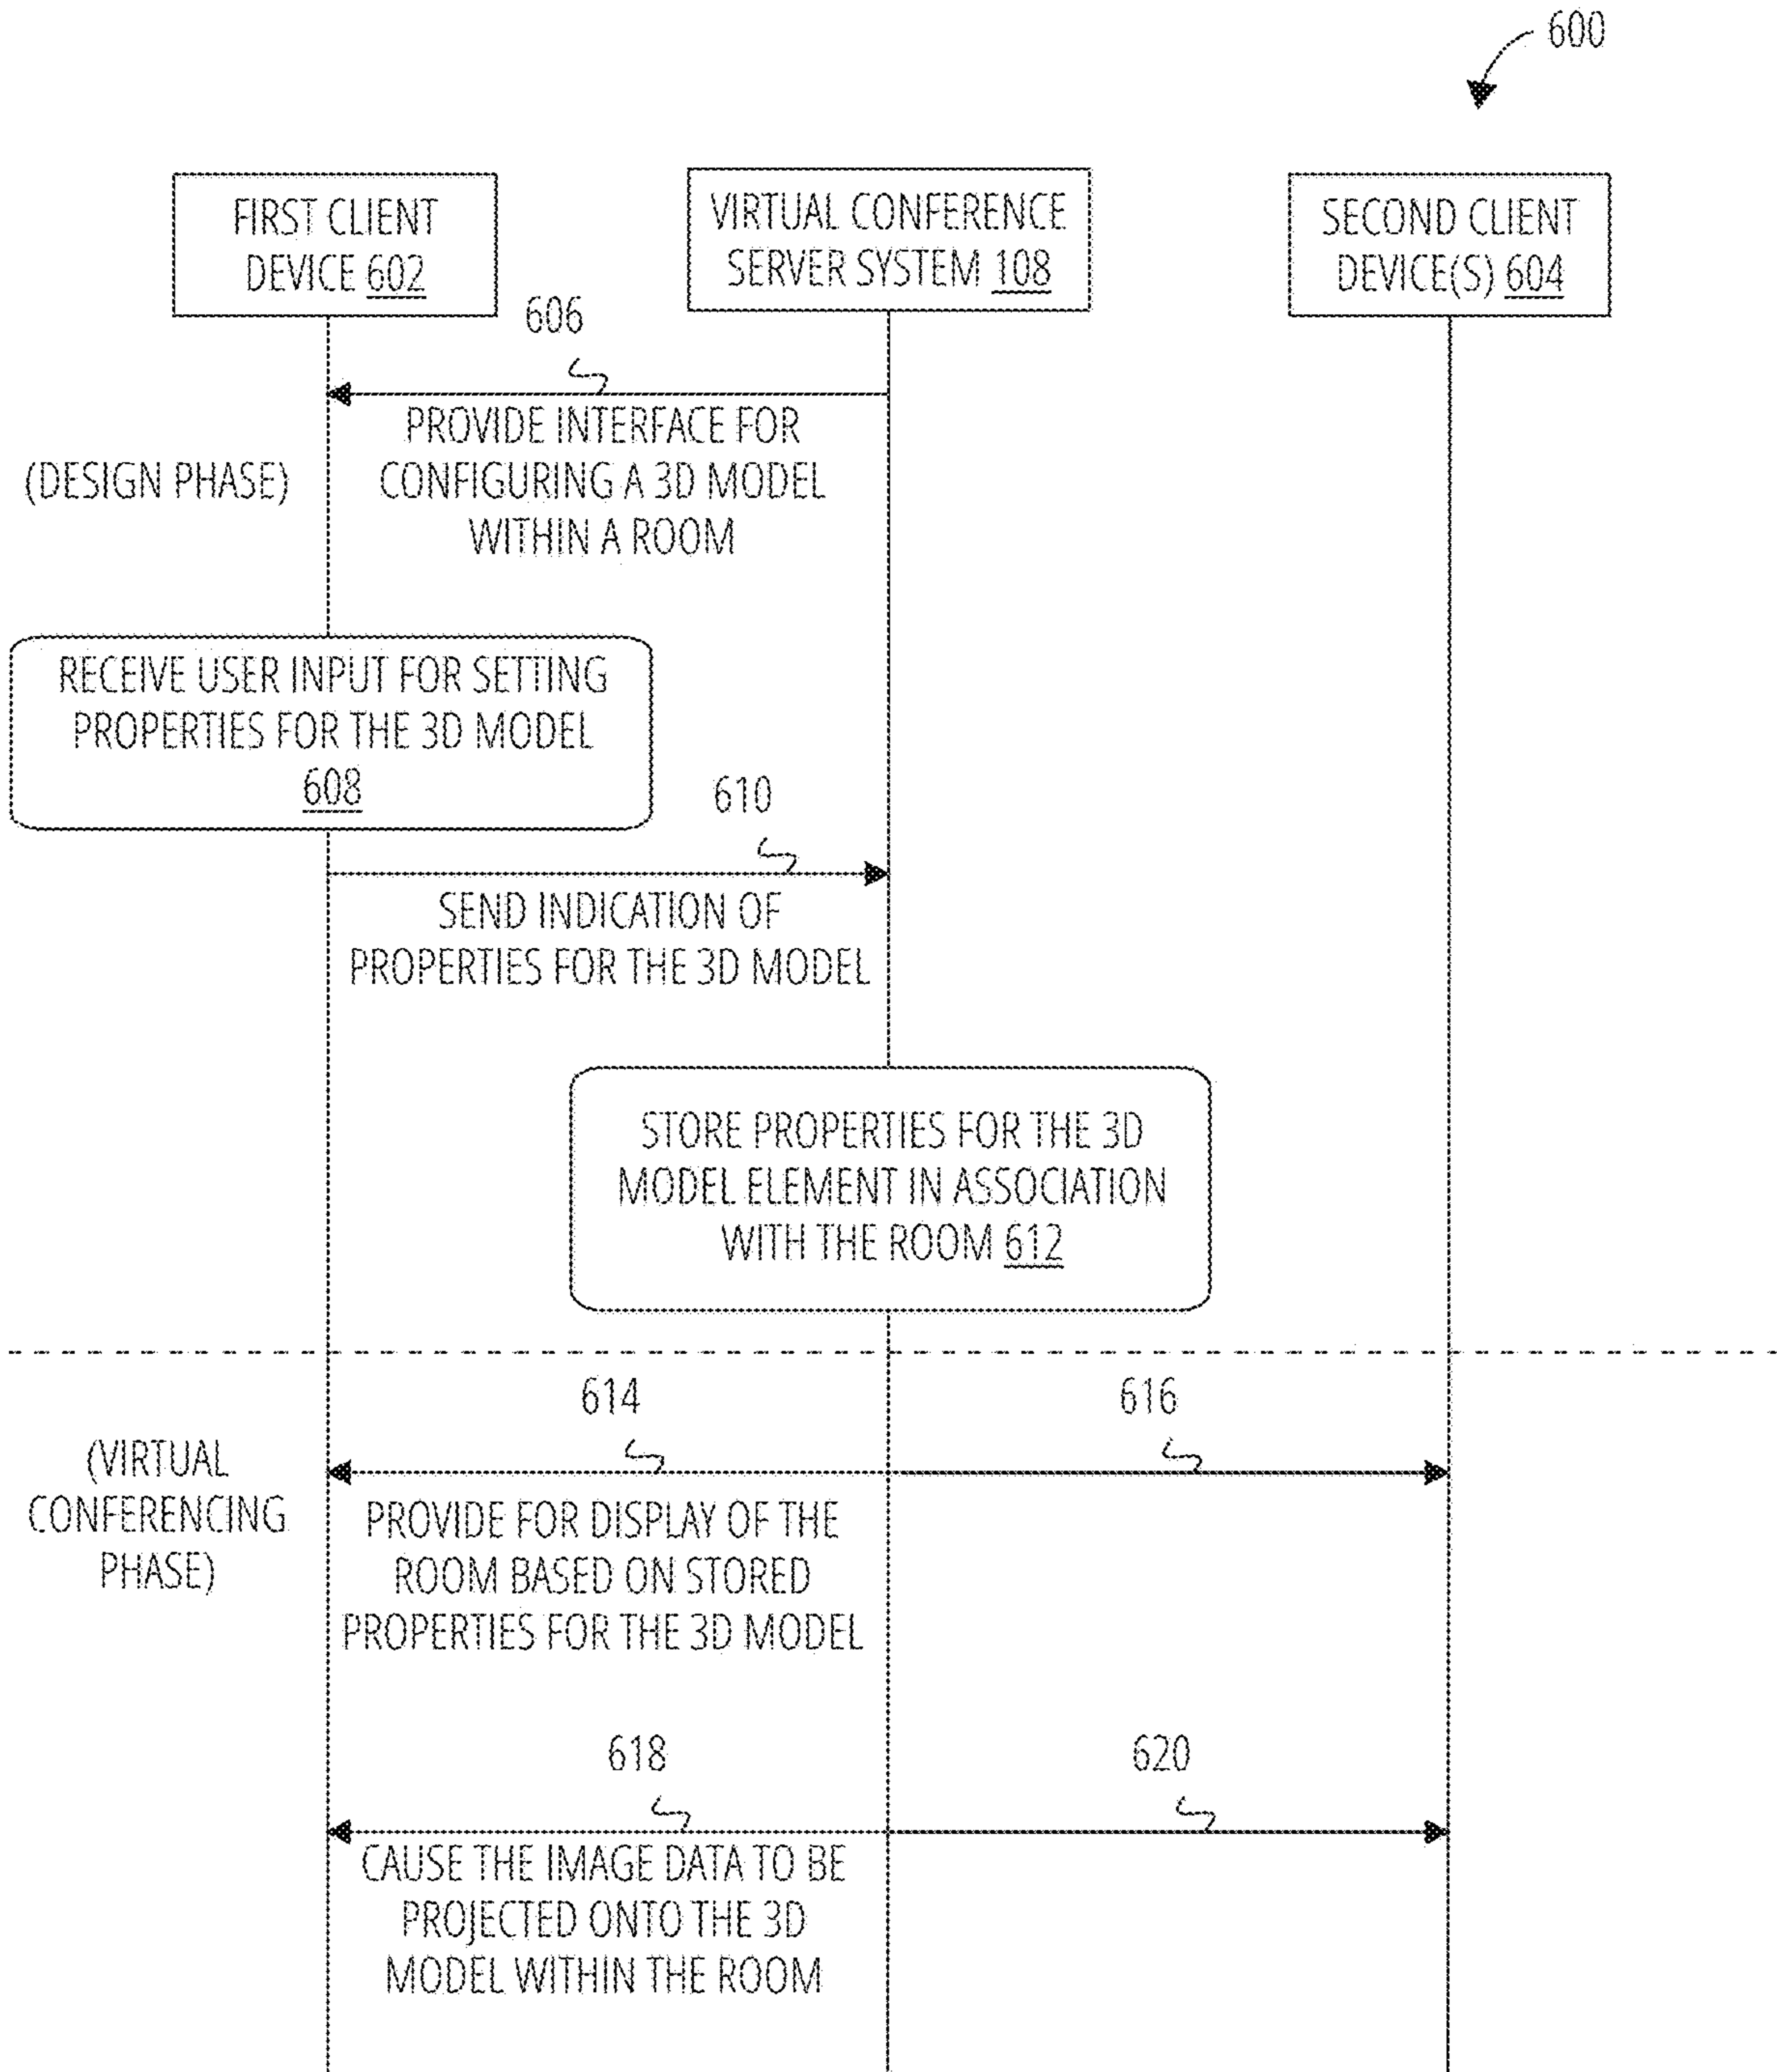 600
FIRST CLIENT
DEVICE 602
VIRTUAL CONFERENCE
SERVER SYSTEM 108
SECOND CLIENT
DEVICE(S) 604
606
PROVIDE INTERFACE FOR
CONFIGURING A 3D MODEL
WITHIN A ROOM
(DESIGN PHASE)
RECEIVE USER INPUT FOR SETTING
PROPERTIES FOR THE 3D MODEL
608
610
SEND INDICATION OF
PROPERTIES FOR THE 3D MODEL
STORE PROPERTIES FOR THE 3D
MODEL ELEMENT IN ASSOCIATION
WITH THE ROOM 612
614
616
(VIRTUAL
CONFERENCING
PHASE)
PROVIDE FOR DISPLAY OF THE
ROOM BASED ON STORED
PROPERTIES FOR THE 3D MODEL
618
620
CAUSE THE IMAGE DATA TO BE
PROJECTED ONTO THE 3D
MODEL WITHIN THE ROOM